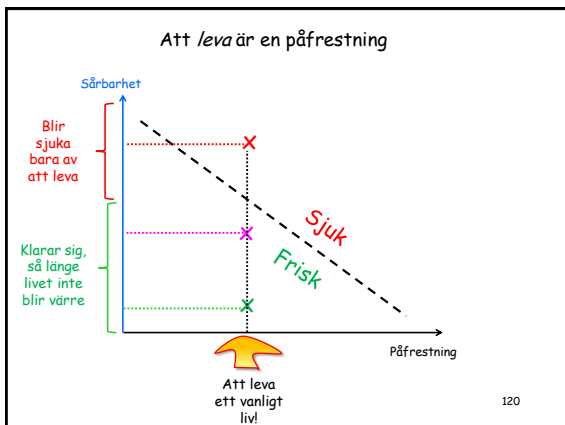 Att leva är en påfrestning
Sårbarhet
Blir
sjuka
bara av
att leva
Klarar sig,
så länge
livet inte
blir värre
Sjuk
Frisk
Påfrestning
Att leva
ett vanligt
liv!
120